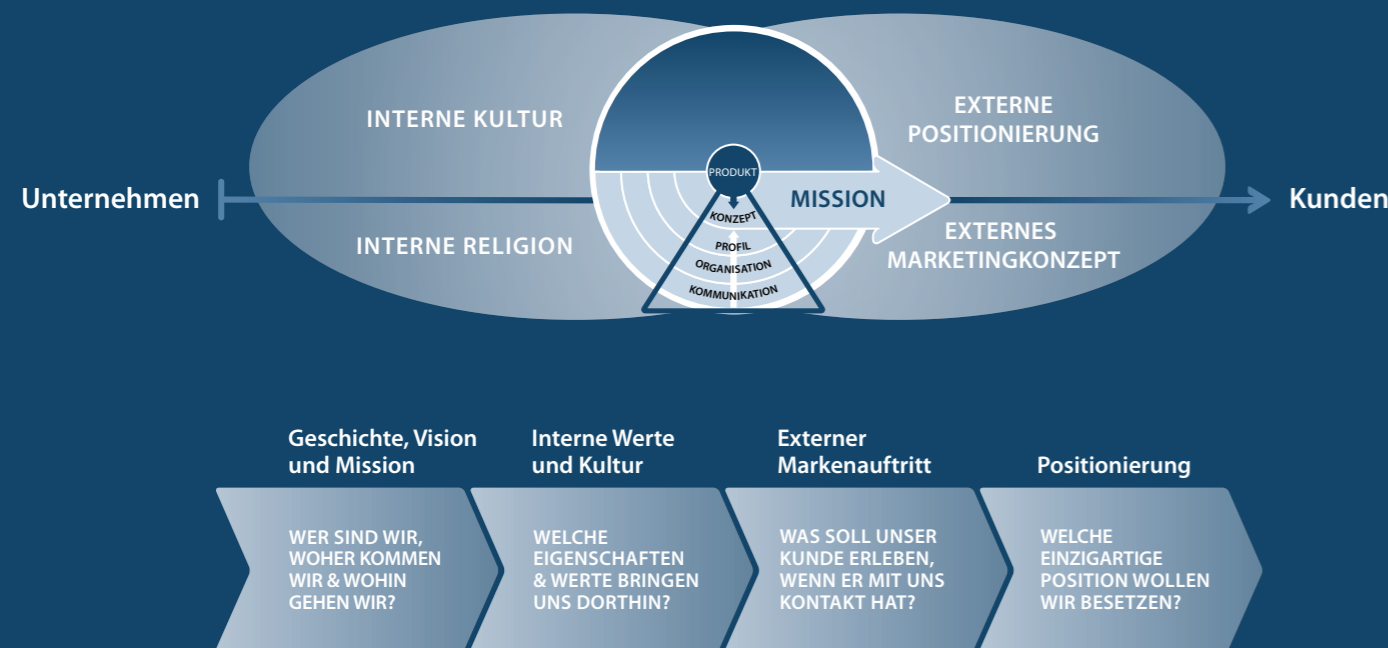 INTERNE KULTUR
EXTERNE
POSITIONIERUNG
PRODUKT
Unternehmen
MISSION
Kunden
KONZEPT
INTERNE RELIGION
PROFIL
EXTERNES
MARKETINGKONZEPT
ORGANISATION
KOMMUNIKATION
Geschichte, Vision
und Mission
Interne Werte
und Kultur
Externer
Markenauftritt
Positionierung
WER SIND WIR,
WOHER KOMMEN
WIR & WOHIN
GEHEN WIR?
WELCHE
EIGENSCHAFTEN
& WERTE BRINGEN
UNS DORTHIN?
WAS SOLL UNSER
KUNDE ERLEBEN,
WENN ER MIT UNS
KONTAKT HAT?
WELCHE
EINZIGARTIGE
POSITION WOLLEN
WIR BESETZEN?